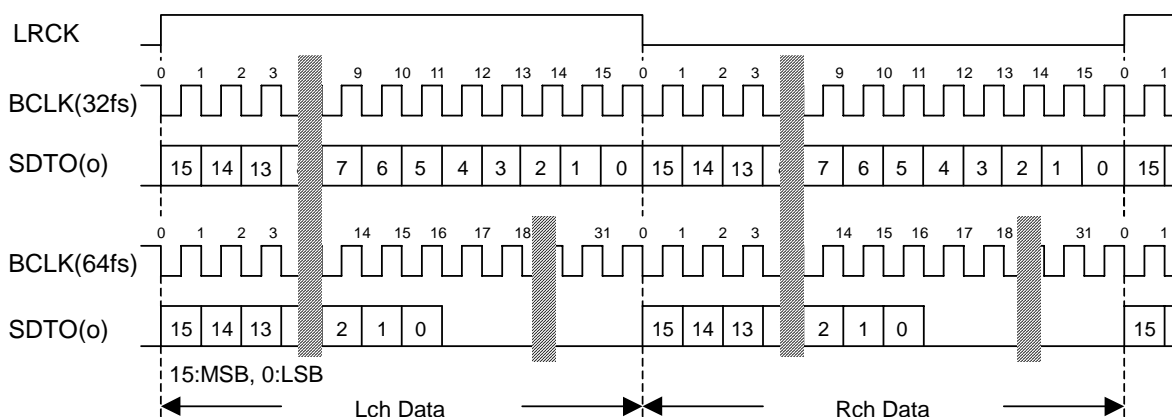 LRCK
0 1 2 3 9 10 11 12 13 14 15 0 1 2 3 9 10 11 12 13 14 15 0 1
BCLK(32fs)
SDTO(o) 15 14 13 7 6 5 4 3 2 1 0 15 14 13 7 6 5 4 3 2 1 0 15
0 1 2 3 14 15 16 17 18 31 0 1 2 3 14 15 16 17 18 31 0 1
BCLK(64fs)
SDTO(o) 15 14 13 2 1 0 15 14 13 2 1 0 15
15:MSB, 0:LSB
Lch Data Rch Data